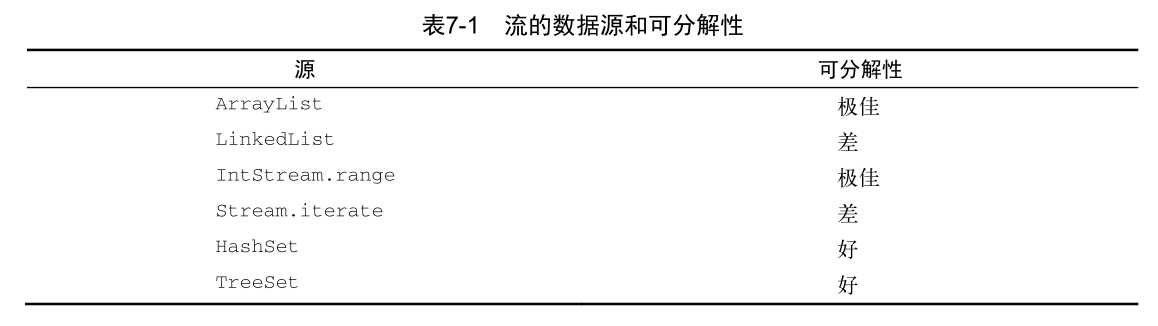 表7-1 流的数据源和可分解性
源 可分解性
ArrayList 极佳
LinkedList 差
IntStream.range 极佳
Stream.iterate 差
HashSet 好
TreeSet 好